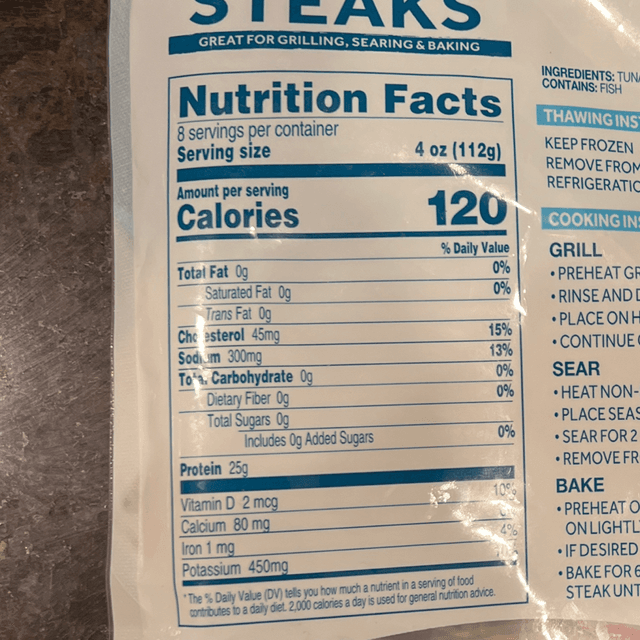 STEAKS
GREAT FOR GRILLING, SEARING & BAKING
Nutrition Facts
8 servings per container
Serving size 4 oz (112g)
Amount per serving
Calories 120
% Daily Value
Total Fat 0g 0%
Saturated Fat 0g 0%
Trans Fat 0g
Cholesterol 45mg 15%
Sodium 300mg 13%
Total Carbohydrate 0g 0%
Dietary Fiber 0g 0%
Total Sugars 0g
Includes 0g Added Sugars 0%
Protein 25g
Vitamin D 2 mcg 10%
Calcium 80 mg
Iron 1 mg 4%
Potassium 450mg
*The % Daily Value (DV) tells you how much a nutrient in a serving of food
contributes to a daily diet. 2,000 calories a day is used for general nutrition advice.
INGREDIENTS: TUNA
CONTAINS: FISH
THAWING INS
KEEP FROZEN
REMOVE FROM
REFRIGERATIO
COOKING IN
GRILL
• PREHEAT GR
• RINSE AND D
• PLACE ON H
• CONTINUE
SEAR
• HEAT NON-
• PLACE SEAS
• SEAR FOR 2
• REMOVE FR
BAKE
• PREHEAT O
ON LIGHTL
• IF DESIRED
• BAKE FOR 6
STEAK UNT